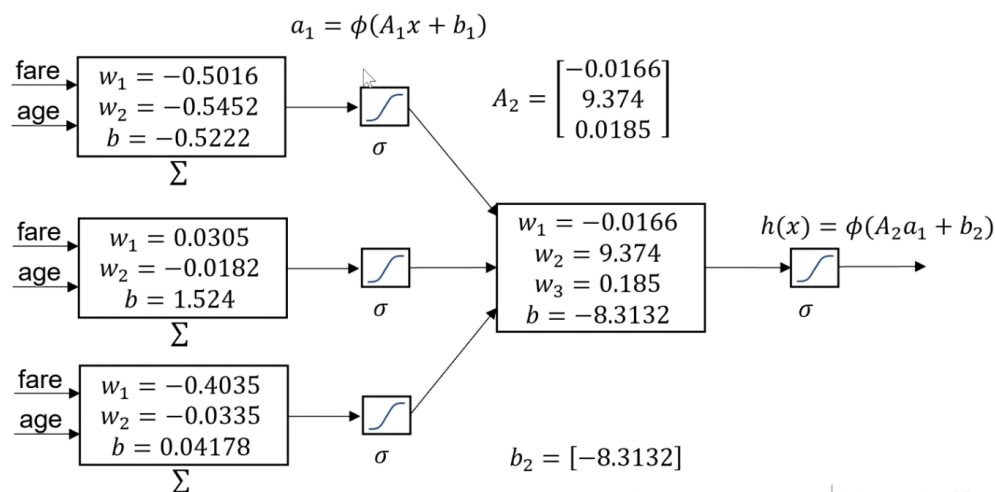 a₁ = ϕ(A₁x + b₁)
fare
age
w₁ = −0.5016
w₂ = −0.5452
b = −0.5222
Σ
σ
A₂ = [−0.0166
9.374
0.0185]
fare
age
w₁ = 0.0305
w₂ = −0.0182
b = 1.524
Σ
σ
w₁ = −0.0166
w₂ = 9.374
w₃ = 0.185
b = −8.3132
h(x) = ϕ(A₂a₁ + b₂)
σ
fare
age
w₁ = −0.4035
w₂ = −0.0335
b = 0.04178
Σ
σ
b₂ = [−8.3132]